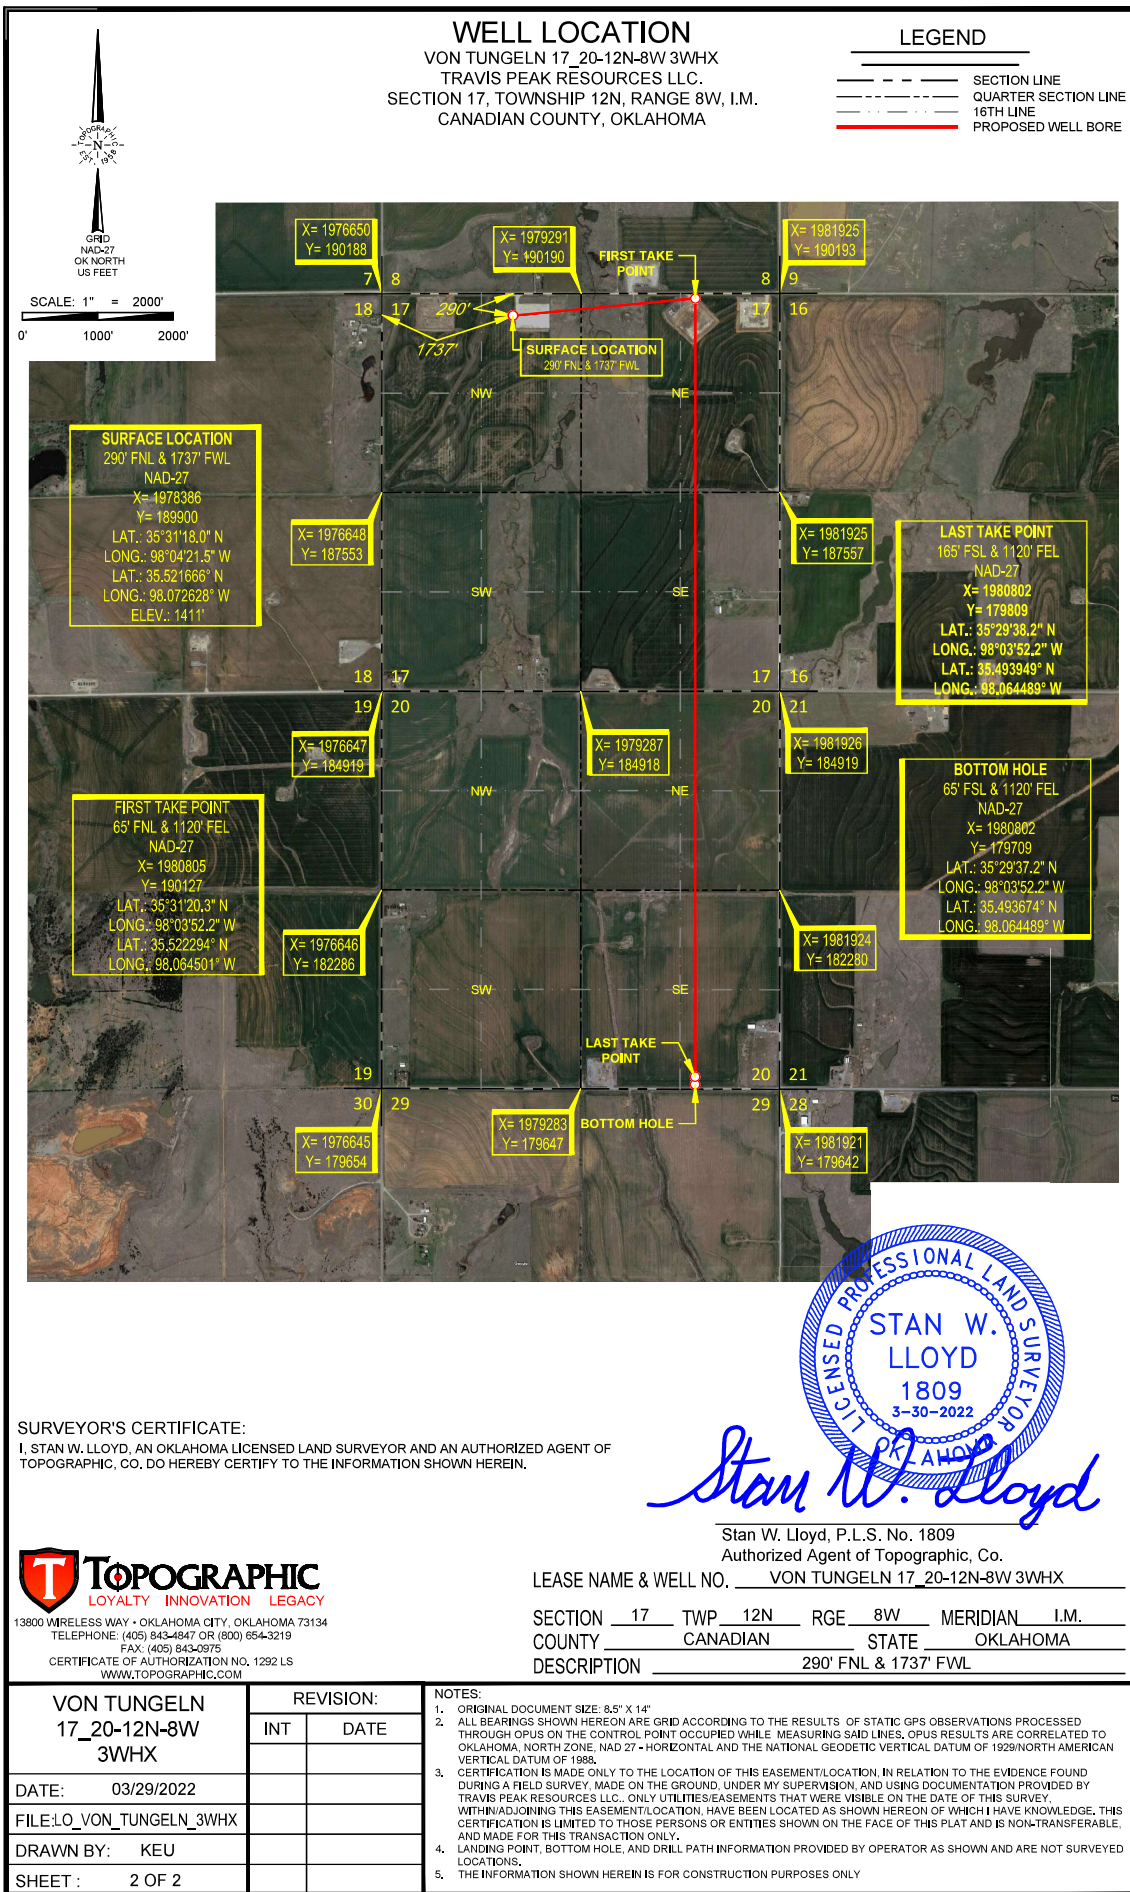 WELL LOCATION
VON TUNGELN 17_20-12N-8W 3WHX
TRAVIS PEAK RESOURCES LLC.
SECTION 17, TOWNSHIP 12N, RANGE 8W, I.M.
CANADIAN COUNTY, OKLAHOMA
LEGEND
SECTION LINE
QUARTER SECTION LINE
16TH LINE
PROPOSED WELL BORE
TOPOGRAPHIC
N
EST. 1958
GRID
NAD-27
OK NORTH
US FEET
SCALE: 1" = 2000'
0' 1000' 2000'
X= 1976650
Y= 190188
X= 1979291
Y= 190190
FIRST TAKE
POINT
X= 1981925
Y= 190193
7 8
8 9
18 17
17 16
290'
1737'
SURFACE LOCATION
290' FNL & 1737' FWL
NW
NE
SURFACE LOCATION
290' FNL & 1737' FWL
NAD-27
X= 1978386
Y= 189900
LAT.: 35°31'18.0" N
LONG.: 98°04'21.5" W
LAT.: 35.521666° N
LONG.: 98.072628° W
ELEV.: 1411'
X= 1976648
Y= 187553
X= 1981925
Y= 187557
LAST TAKE POINT
165' FSL & 1120' FEL
NAD-27
X= 1980802
Y= 179809
LAT.: 35°29'38.2" N
LONG.: 98°03'52.2" W
LAT.: 35.493949° N
LONG.: 98.064489° W
SW
SE
18 17
17 16
19 20
20 21
X= 1976647
Y= 184919
X= 1979287
Y= 184918
X= 1981926
Y= 184919
NW
NE
FIRST TAKE POINT
65' FNL & 1120' FEL
NAD-27
X= 1980805
Y= 190127
LAT.: 35°31'20.3" N
LONG.: 98°03'52.2" W
LAT.: 35.522294° N
LONG.: 98.064501° W
BOTTOM HOLE
65' FSL & 1120' FEL
NAD-27
X= 1980802
Y= 179709
LAT.: 35°29'37.2" N
LONG.: 98°03'52.2" W
LAT.: 35.493674° N
LONG.: 98.064489° W
X= 1976646
Y= 182286
X= 1981924
Y= 182280
SW
SE
LAST TAKE
POINT
19
20 21
30 29
29 28
X= 1979283
Y= 179647
BOTTOM HOLE
X= 1976645
Y= 179654
X= 1981921
Y= 179642
LICENSED PROFESSIONAL LAND SURVEYOR
STAN W.
LLOYD
1809
3-30-2022
OKLAHOMA
SURVEYOR'S CERTIFICATE:
I, STAN W. LLOYD, AN OKLAHOMA LICENSED LAND SURVEYOR AND AN AUTHORIZED AGENT OF
TOPOGRAPHIC, CO. DO HEREBY CERTIFY TO THE INFORMATION SHOWN HEREIN.
Stan W. Lloyd
Stan W. Lloyd, P.L.S. No. 1809
Authorized Agent of Topographic, Co.
T TOPOGRAPHIC
LOYALTY INNOVATION LEGACY
13800 WIRELESS WAY • OKLAHOMA CITY, OKLAHOMA 73134
TELEPHONE: (405) 843-4847 OR (800) 654-3219
FAX: (405) 843-0975
CERTIFICATE OF AUTHORIZATION NO. 1292 LS
WWW.TOPOGRAPHIC.COM
LEASE NAME & WELL NO. VON TUNGELN 17_20-12N-8W 3WHX
SECTION 17 TWP 12N RGE 8W MERIDIAN I.M.
COUNTY CANADIAN STATE OKLAHOMA
DESCRIPTION 290' FNL & 1737' FWL
VON TUNGELN
17_20-12N-8W
3WHX
DATE: 03/29/2022
FILE:LO_VON_TUNGELN_3WHX
DRAWN BY: KEU
SHEET : 2 OF 2
REVISION:
INT DATE
NOTES:
1. ORIGINAL DOCUMENT SIZE: 8.5" X 14"
2. ALL BEARINGS SHOWN HEREON ARE GRID ACCORDING TO THE RESULTS OF STATIC GPS OBSERVATIONS PROCESSED
THROUGH OPUS ON THE CONTROL POINT OCCUPIED WHILE MEASURING SAID LINES. OPUS RESULTS ARE CORRELATED TO
OKLAHOMA, NORTH ZONE, NAD 27 - HORIZONTAL AND THE NATIONAL GEODETIC VERTICAL DATUM OF 1929/NORTH AMERICAN
VERTICAL DATUM OF 1988.
3. CERTIFICATION IS MADE ONLY TO THE LOCATION OF THIS EASEMENT/LOCATION, IN RELATION TO THE EVIDENCE FOUND
DURING A FIELD SURVEY, MADE ON THE GROUND, UNDER MY SUPERVISION, AND USING DOCUMENTATION PROVIDED BY
TRAVIS PEAK RESOURCES LLC.. ONLY UTILITIES/EASEMENTS THAT WERE VISIBLE ON THE DATE OF THIS SURVEY,
WITHIN/ADJOINING THIS EASEMENT/LOCATION, HAVE BEEN LOCATED AS SHOWN HEREON OF WHICH I HAVE KNOWLEDGE. THIS
CERTIFICATION IS LIMITED TO THOSE PERSONS OR ENTITIES SHOWN ON THE FACE OF THIS PLAT AND IS NON-TRANSFERABLE,
AND MADE FOR THIS TRANSACTION ONLY.
4. LANDING POINT, BOTTOM HOLE, AND DRILL PATH INFORMATION PROVIDED BY OPERATOR AS SHOWN AND ARE NOT SURVEYED
LOCATIONS.
5. THE INFORMATION SHOWN HEREIN IS FOR CONSTRUCTION PURPOSES ONLY